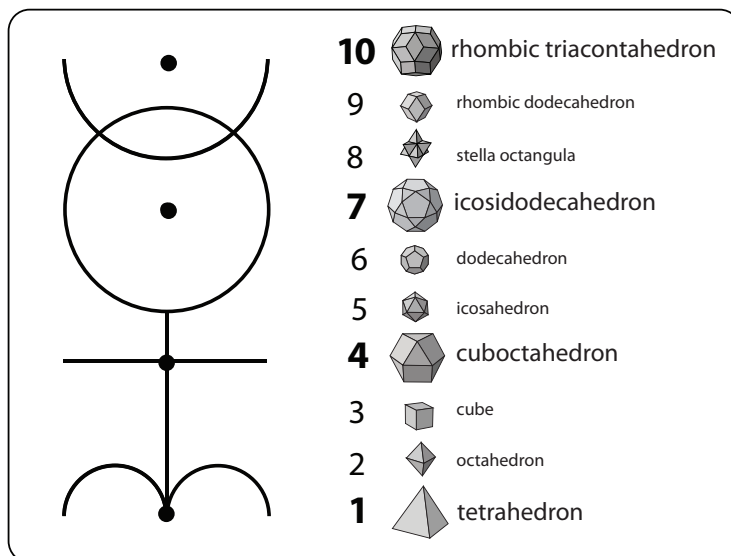 10 rhombic triacontahedron
9 rhombic dodecahedron
8 stella octangula
7 icosidodecahedron
6 dodecahedron
5 icosahedron
4 cuboctahedron
3 cube
2 octahedron
1 tetrahedron